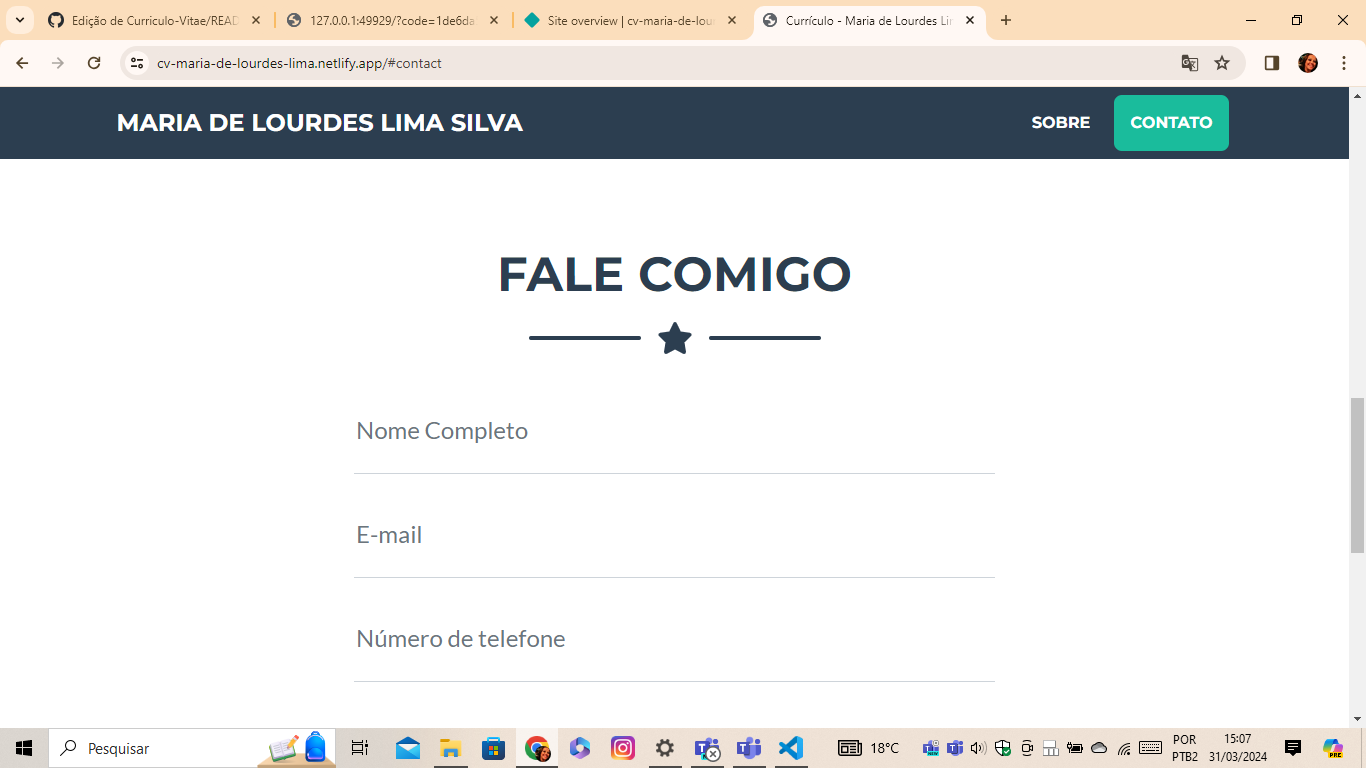 Edição de Curriculo-Vitae/READ
127.0.0.1:49929/?code=1de6da
Site overview | cv-maria-de-lour
Currículo - Maria de Lourdes Li
cv-maria-de-lourdes-lima.netlify.app/#contact
MARIA DE LOURDES LIMA SILVA
SOBRE
CONTATO
FALE COMIGO
Nome Completo
E-mail
Número de telefone
Pesquisar
18°C
POR
PTB2
15:07
31/03/2024
PRE